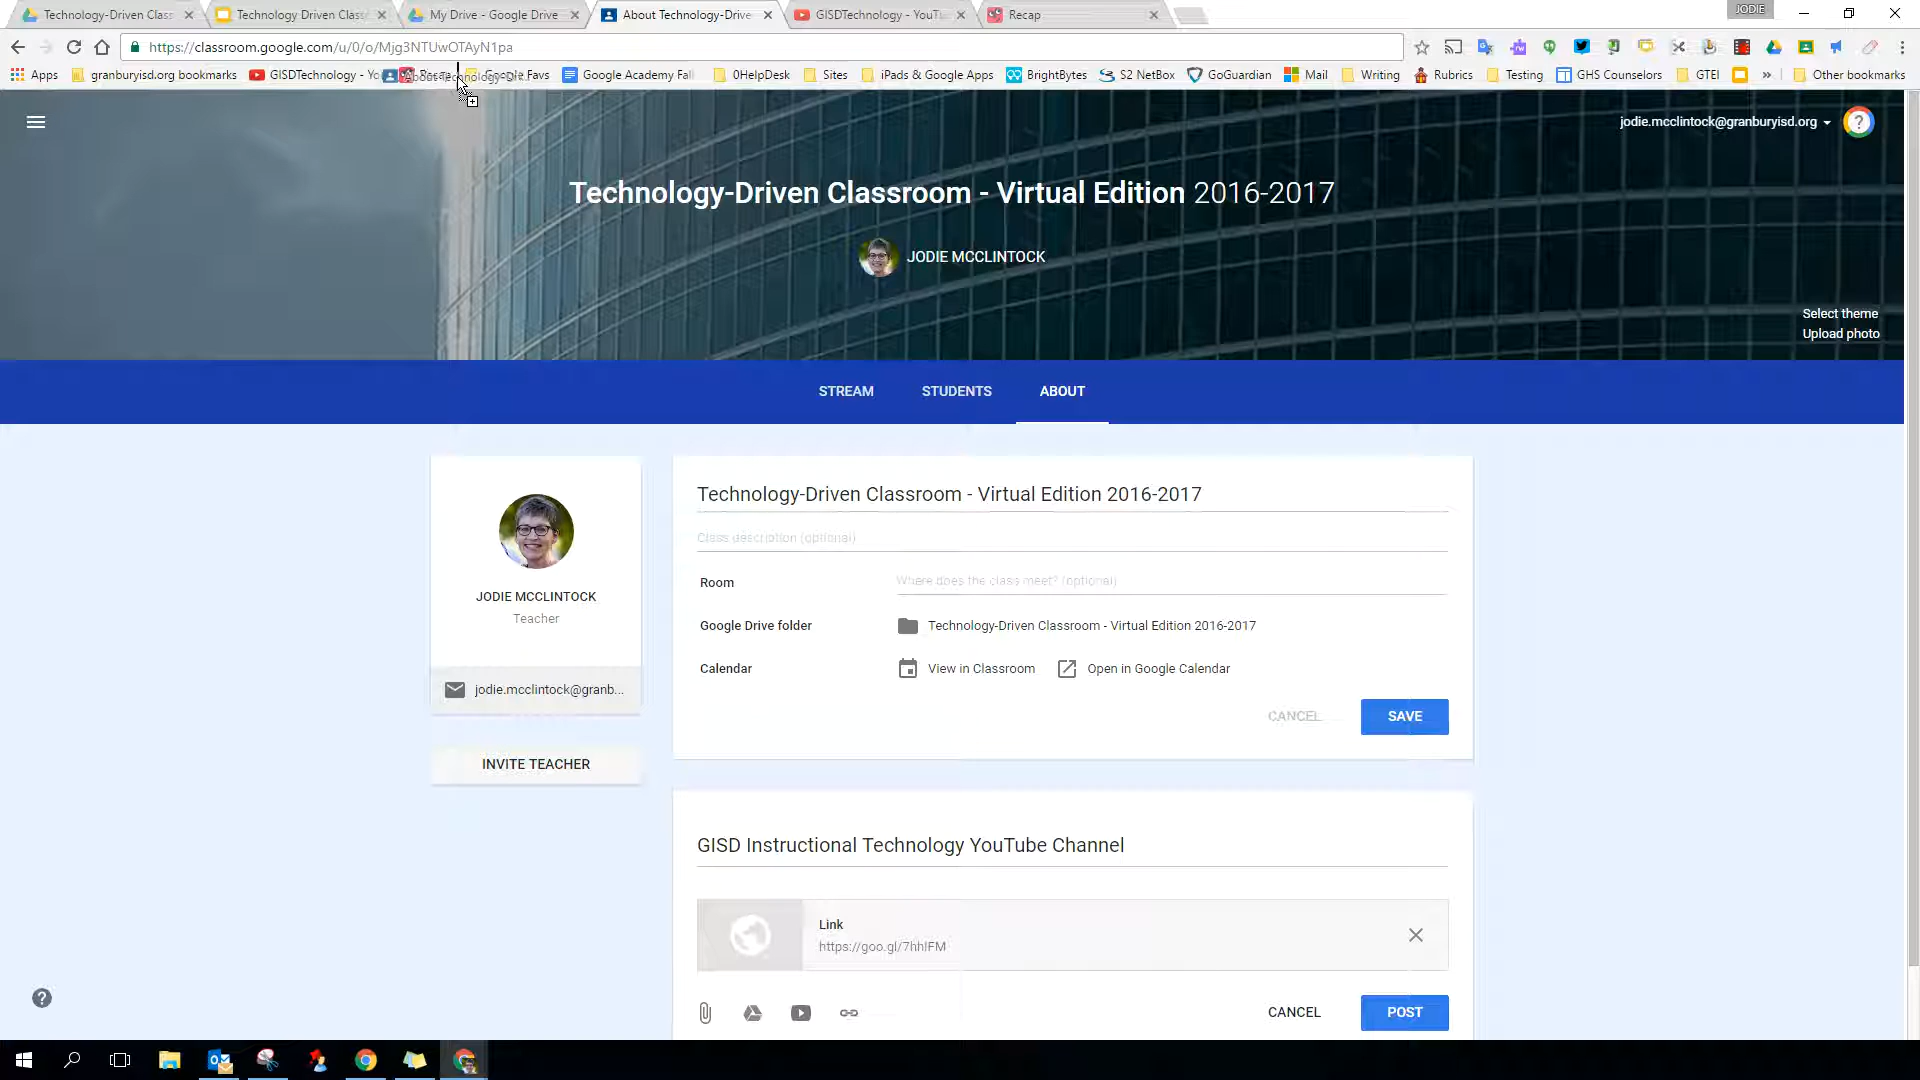 Technology-Driven Class
Technology Driven Class
My Drive - Google Drive
About Technology-Drive
GISDTechnology - YouTu
Recap
JODIE
https://classroom.google.com/u/0/o/Mjg3NTUwOTAyN1pa
Apps
granburyisd.org bookmarks
GISDTechnology - Yo
Google Favs
Google Academy Fall
0HelpDesk
Sites
iPads & Google Apps
BrightBytes
S2 NetBox
GoGuardian
Mail
Writing
Rubrics
Testing
GHS Counselors
GTEI
»
Other bookmarks
jodie.mcclintock@granburyisd.org
Technology-Driven Classroom - Virtual Edition 2016-2017
JODIE MCCLINTOCK
Select theme
Upload photo
STREAM
STUDENTS
ABOUT
JODIE MCCLINTOCK
Teacher
jodie.mcclintock@granb...
INVITE TEACHER
Technology-Driven Classroom - Virtual Edition 2016-2017
Class description (optional)
Room
Where does the class meet? (optional)
Google Drive folder
Technology-Driven Classroom - Virtual Edition 2016-2017
Calendar
View in Classroom
Open in Google Calendar
CANCEL
SAVE
GISD Instructional Technology YouTube Channel
Link
https://goo.gl/7hhIFM
CANCEL
POST